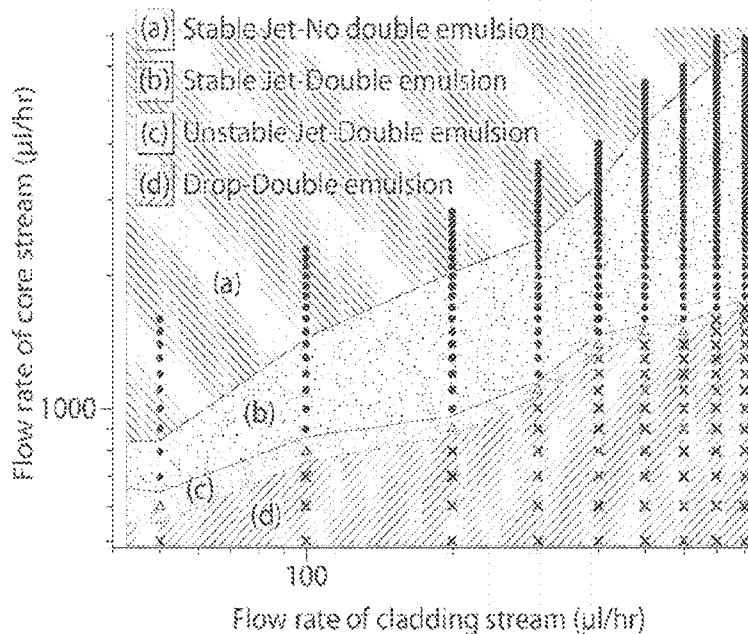 (a) Stable Jet-No double emulsion
(b) Stable Jet-Double emulsion
(c) Unstable Jet-Double emulsion
(d) Drop-Double emulsion
(a)
(b)
(c)
(d)
Flow rate of core stream (µl/hr)
1000
100
Flow rate of cladding stream (µl/hr)